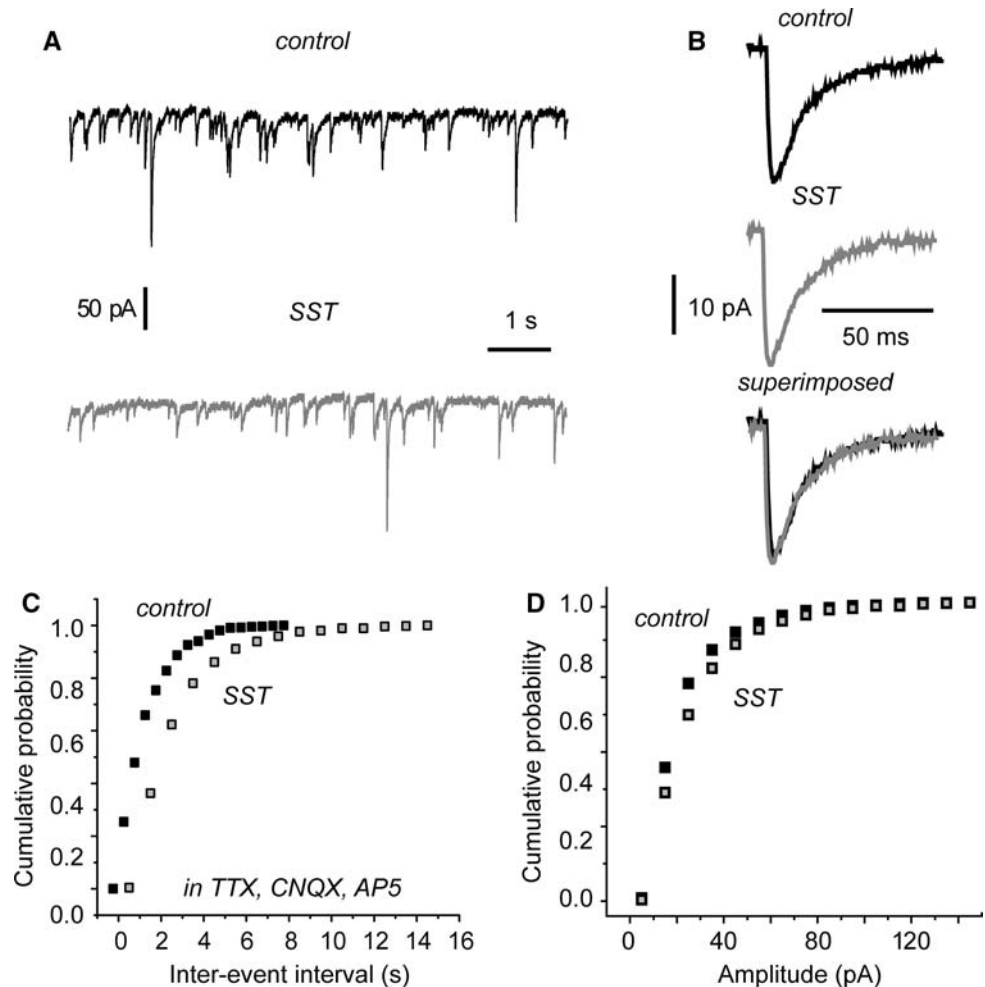 A
control
50 pA
SST
1 s
B
control
SST
10 pA
50 ms
superimposed
C
control
SST
in TTX, CNQX, AP5
Cumulative probability
1.0
0.8
0.6
0.4
0.2
0.0
0 2 4 6 8 10 12 14 16
Inter-event interval (s)
D
control
SST
Cumulative probability
1.0
0.8
0.6
0.4
0.2
0.0
0 40 80 120
Amplitude (pA)